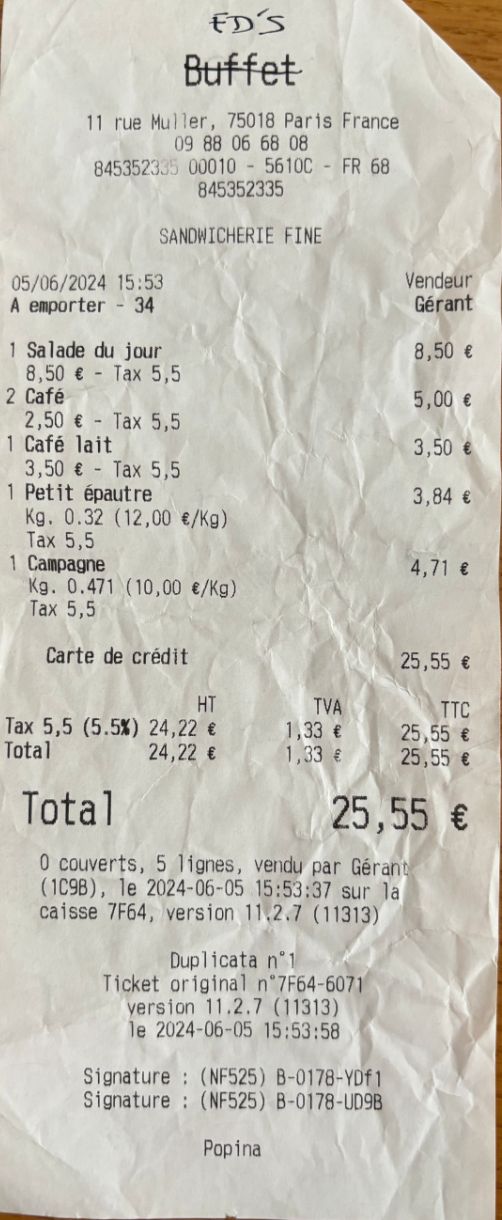 ED'S
Buffet
11 rue Muller, 75018 Paris France
09 88 06 68 08
845352335 00010 - 5610C - FR 68
845352335
SANDWICHERIE FINE
05/06/2024 15:53 Vendeur
A emporter - 34 Gérant
1 Salade du jour 8,50 €
8,50 € - Tax 5,5
2 Café 5,00 €
2,50 € - Tax 5,5
1 Café lait 3,50 €
3,50 € - Tax 5,5
1 Petit épautre 3,84 €
Kg. 0.32 (12,00 €/Kg)
Tax 5,5
1 Campagne 4,71 €
Kg. 0.471 (10,00 €/Kg)
Tax 5,5
Carte de crédit 25,55 €
HT TVA TTC
Tax 5,5 (5.5%) 24,22 € 1,33 € 25,55 €
Total 24,22 € 1,33 € 25,55 €
Total 25,55 €
0 couverts, 5 lignes, vendu par Gérant
(1C9B), le 2024-06-05 15:53:37 sur la
caisse 7F64, version 11.2.7 (11313)
Duplicata n°1
Ticket original n°7F64-6071
version 11.2.7 (11313)
le 2024-06-05 15:53:58
Signature : (NF525) B-0178-YDf1
Signature : (NF525) B-0178-UD9B
Popina